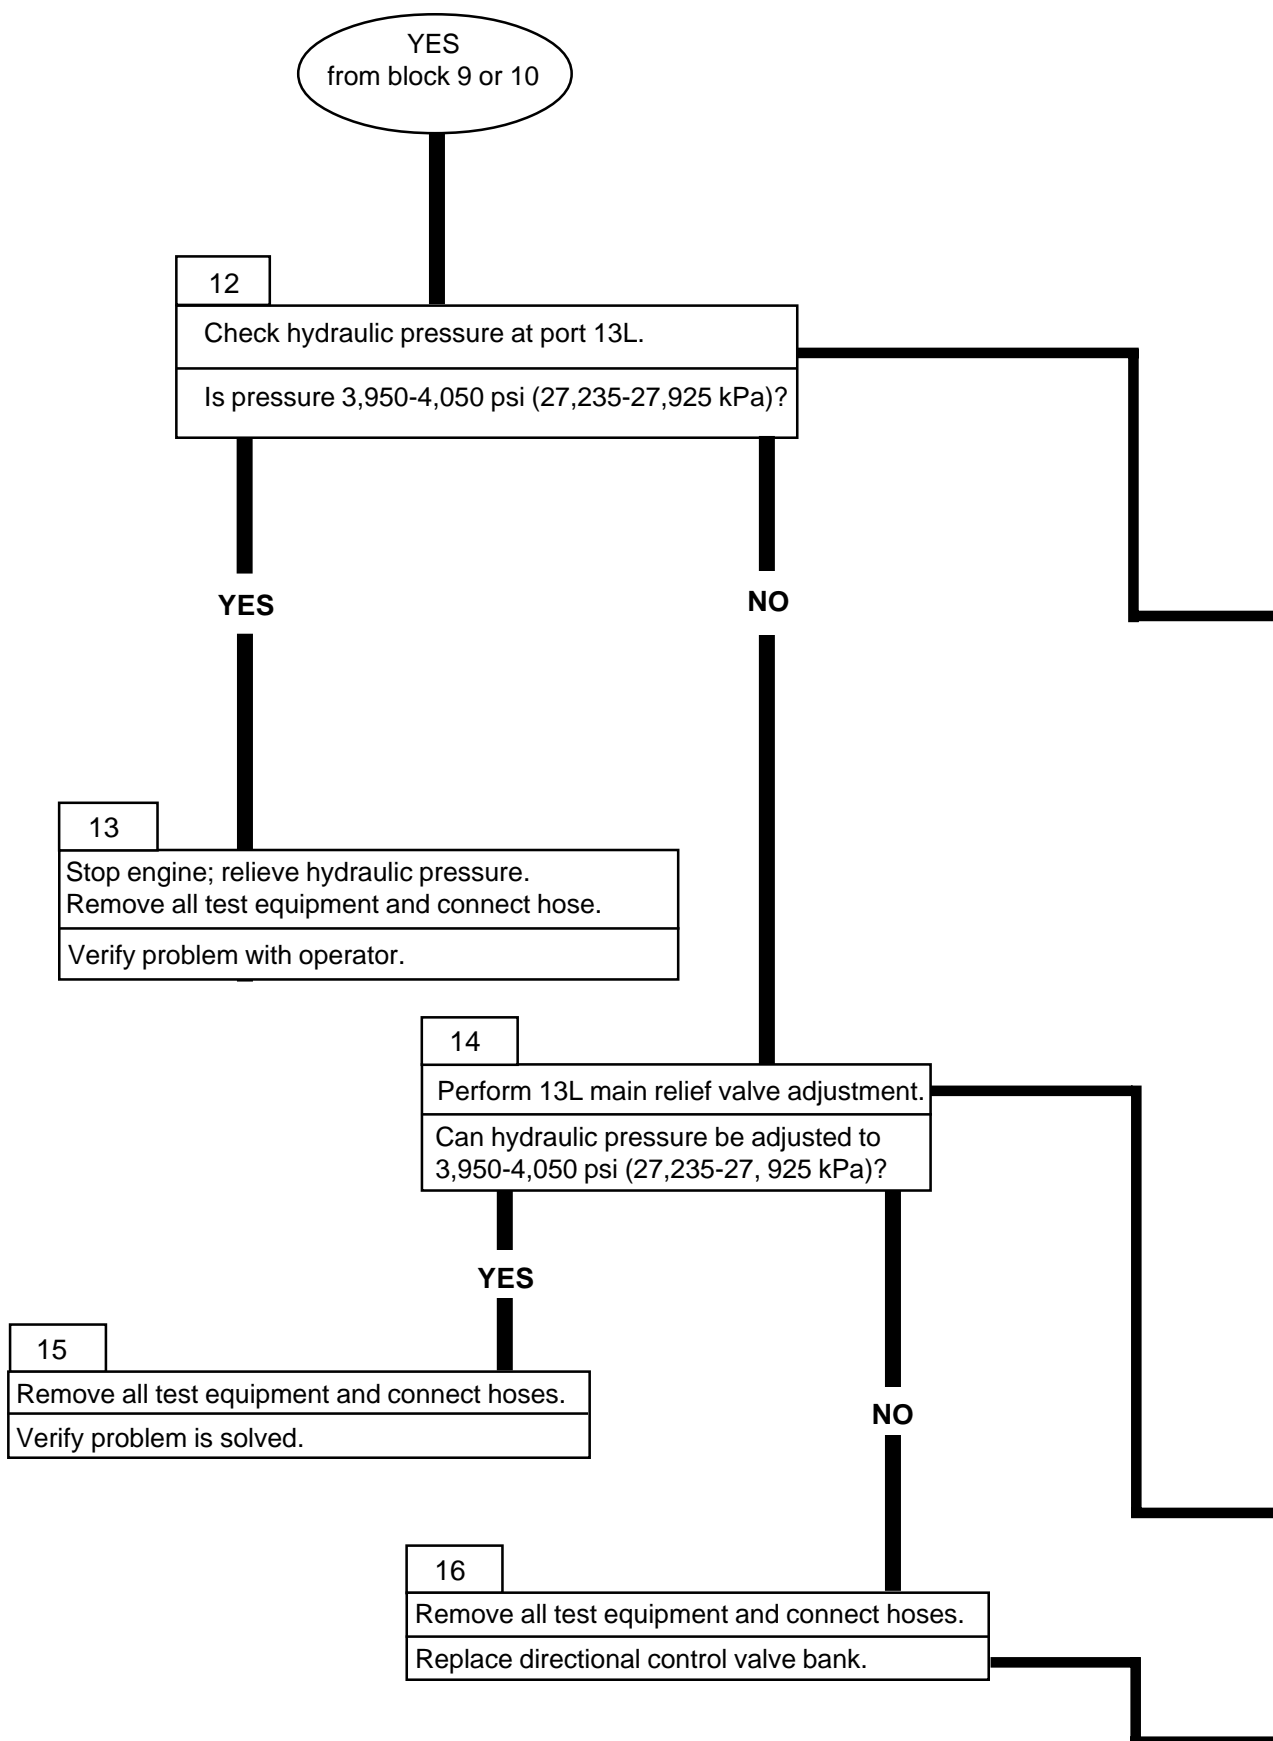 YES
from block 9 or 10
12
Check hydraulic pressure at port 13L.
Is pressure 3,950-4,050 psi (27,235-27,925 kPa)?
YES
NO
13
Stop engine; relieve hydraulic pressure.
Remove all test equipment and connect hose.
Verify problem with operator.
14
Perform 13L main relief valve adjustment.
Can hydraulic pressure be adjusted to
3,950-4,050 psi (27,235-27, 925 kPa)?
YES
15
Remove all test equipment and connect hoses.
Verify problem is solved.
NO
16
Remove all test equipment and connect hoses.
Replace directional control valve bank.